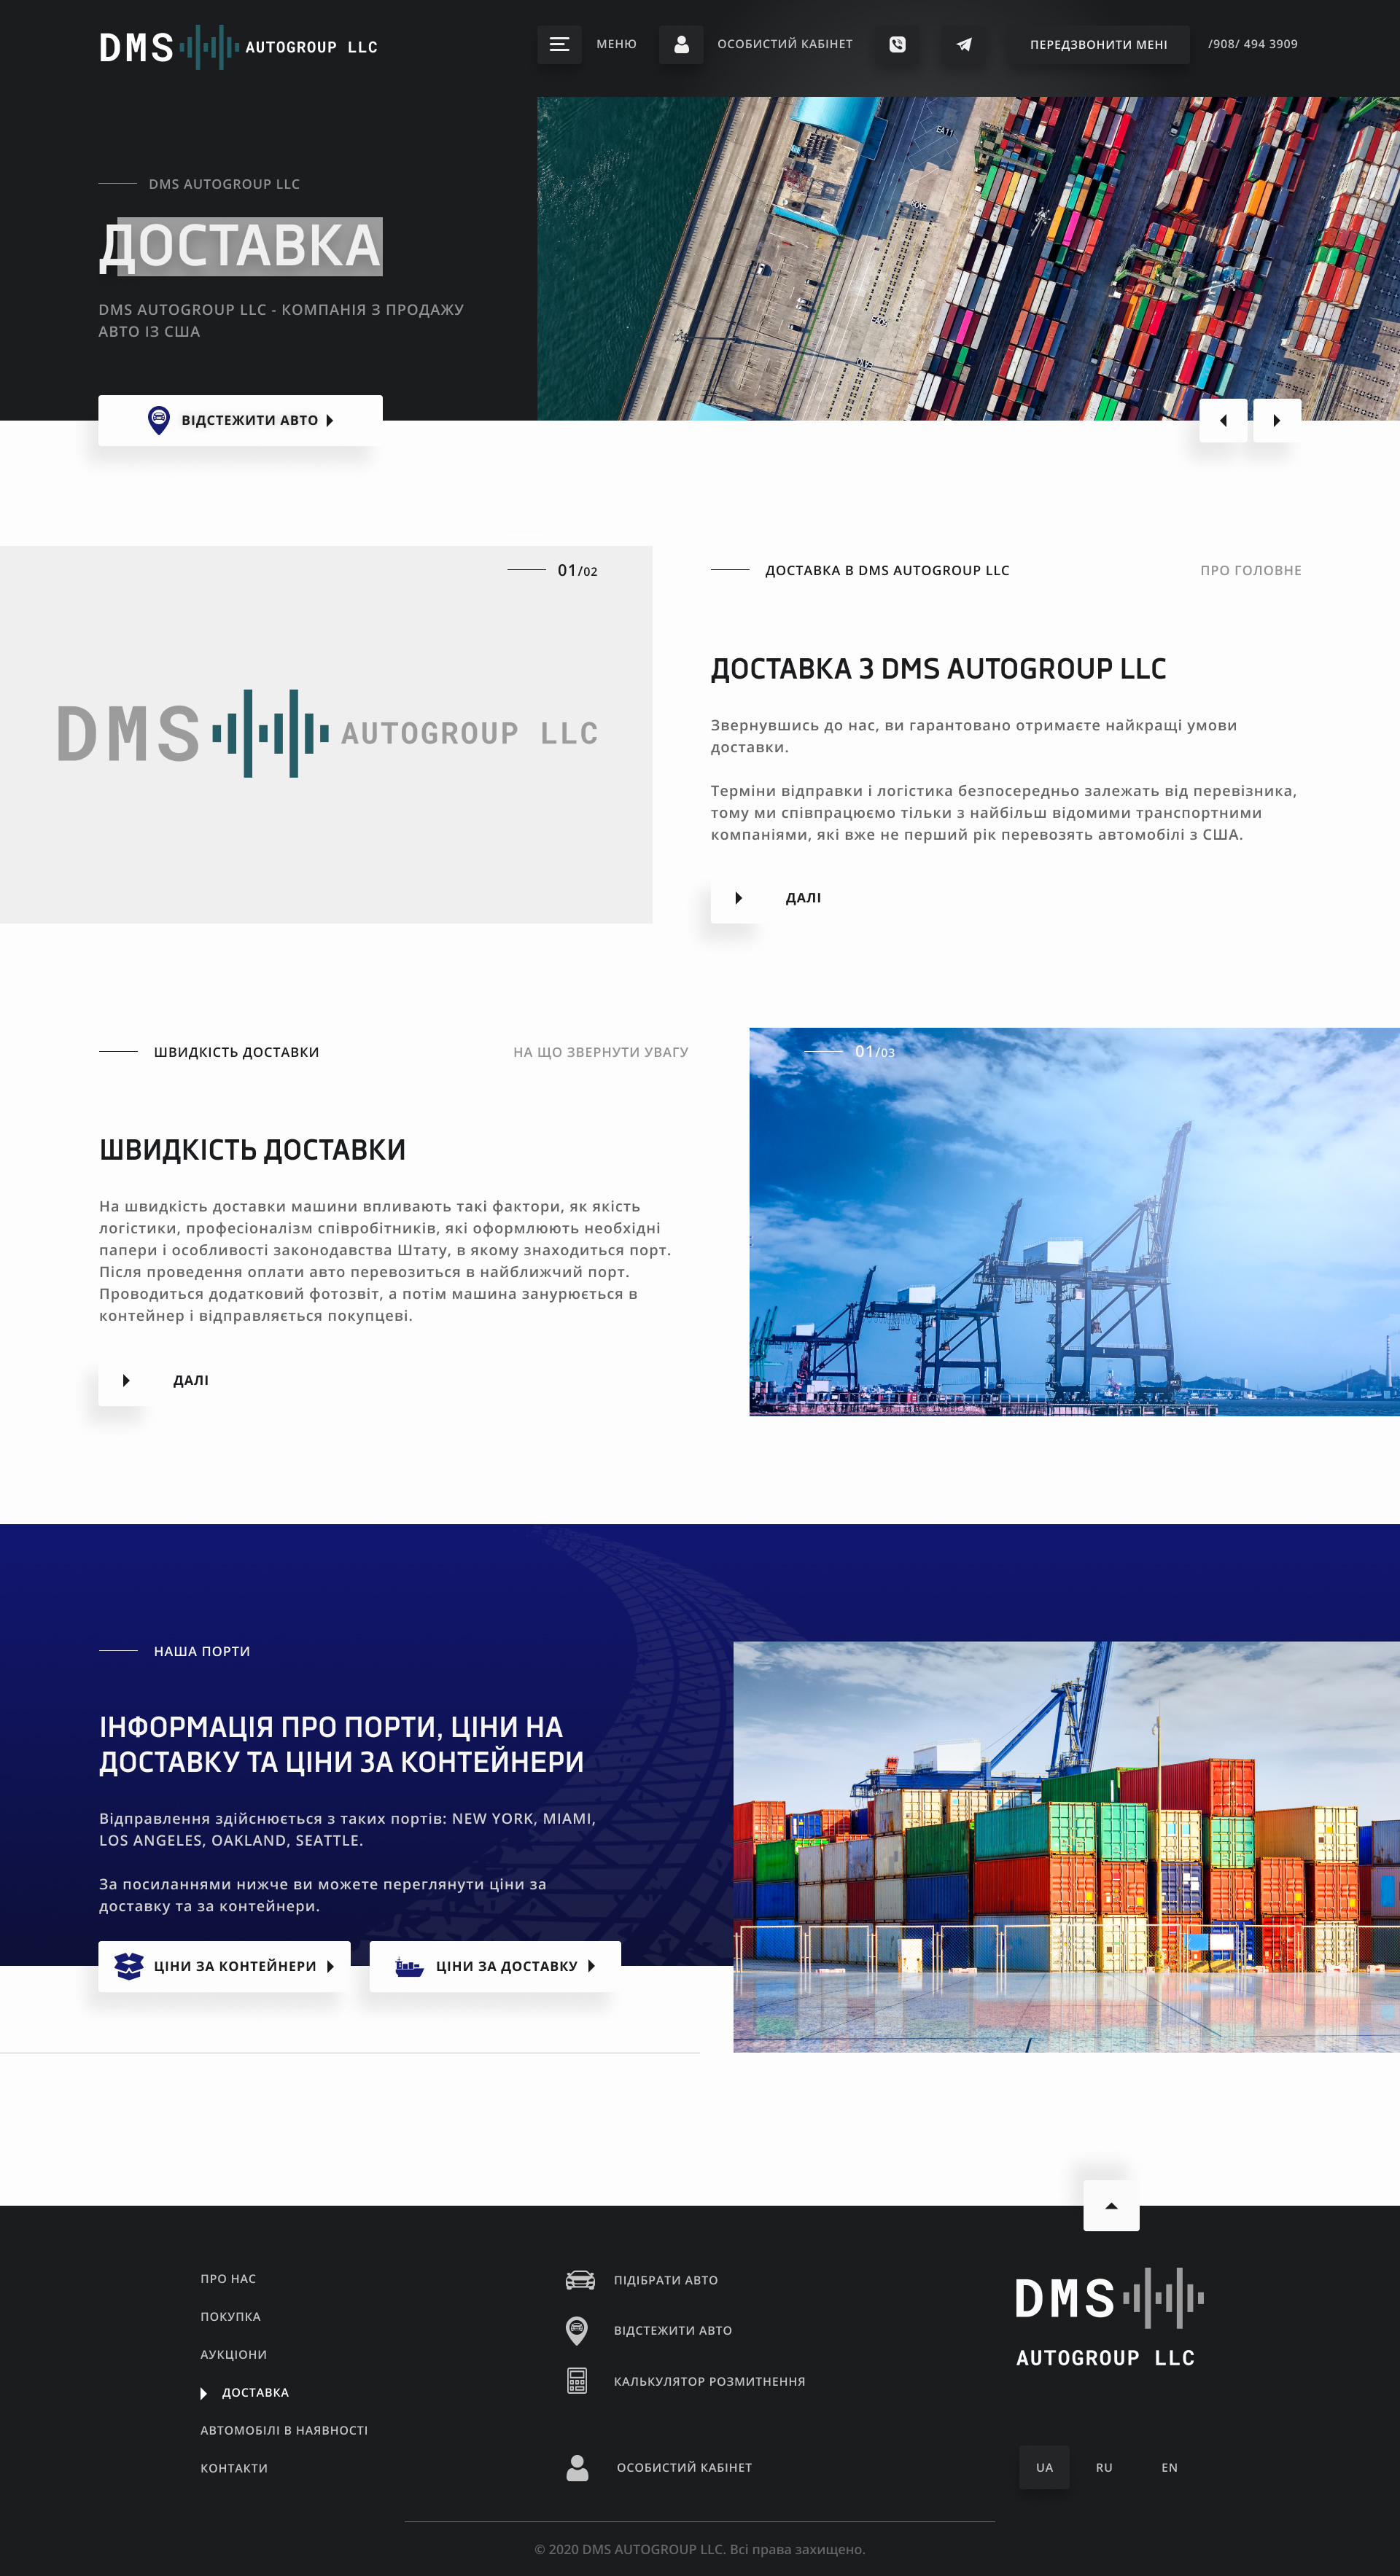 DMS AUTOGROUP LLC
МЕНЮ
ОСОБИСТИЙ КАБІНЕТ
ПЕРЕДЗВОНИТИ МЕНІ
/908/ 494 3909
DMS AUTOGROUP LLC
ДОСТАВКА
DMS AUTOGROUP LLC - КОМПАНІЯ З ПРОДАЖУ
АВТО ІЗ США
ВІДСТЕЖИТИ АВТО
01/02
DMS AUTOGROUP LLC
ДОСТАВКА В DMS AUTOGROUP LLC
ПРО ГОЛОВНЕ
ДОСТАВКА З DMS AUTOGROUP LLC
Звернувшись до нас, ви гарантовано отримаєте найкращі умови
доставки.
Терміни відправки і логістика безпосередньо залежать від перевізника,
тому ми співпрацюємо тільки з найбільш відомими транспортними
компаніями, які вже не перший рік перевозять автомобілі з США.
ДАЛІ
ШВИДКІСТЬ ДОСТАВКИ
НА ЩО ЗВЕРНУТИ УВАГУ
01/03
ШВИДКІСТЬ ДОСТАВКИ
На швидкість доставки машини впливають такі фактори, як якість
логістики, професіоналізм співробітників, які оформлюють необхідні
папери і особливості законодавства Штату, в якому знаходиться порт.
Після проведення оплати авто перевозиться в найближчий порт.
Проводиться додатковий фотозвіт, а потім машина занурюється в
контейнер і відправляється покупцеві.
ДАЛІ
НАША ПОРТИ
ІНФОРМАЦІЯ ПРО ПОРТИ, ЦІНИ НА
ДОСТАВКУ ТА ЦІНИ ЗА КОНТЕЙНЕРИ
Відправлення здійснюється з таких портів: NEW YORK, MIAMI,
LOS ANGELES, OAKLAND, SEATTLE.
За посиланнями нижче ви можете переглянути ціни за
доставку та за контейнери.
ЦІНИ ЗА КОНТЕЙНЕРИ
ЦІНИ ЗА ДОСТАВКУ
ПРО НАС
ПОКУПКА
АУКЦІОНИ
ДОСТАВКА
АВТОМОБІЛІ В НАЯВНОСТІ
КОНТАКТИ
ПІДІБРАТИ АВТО
ВІДСТЕЖИТИ АВТО
КАЛЬКУЛЯТОР РОЗМИТНЕННЯ
ОСОБИСТИЙ КАБІНЕТ
DMS
AUTOGROUP LLC
UA
RU
EN
© 2020 DMS AUTOGROUP LLC. Всі права захищено.